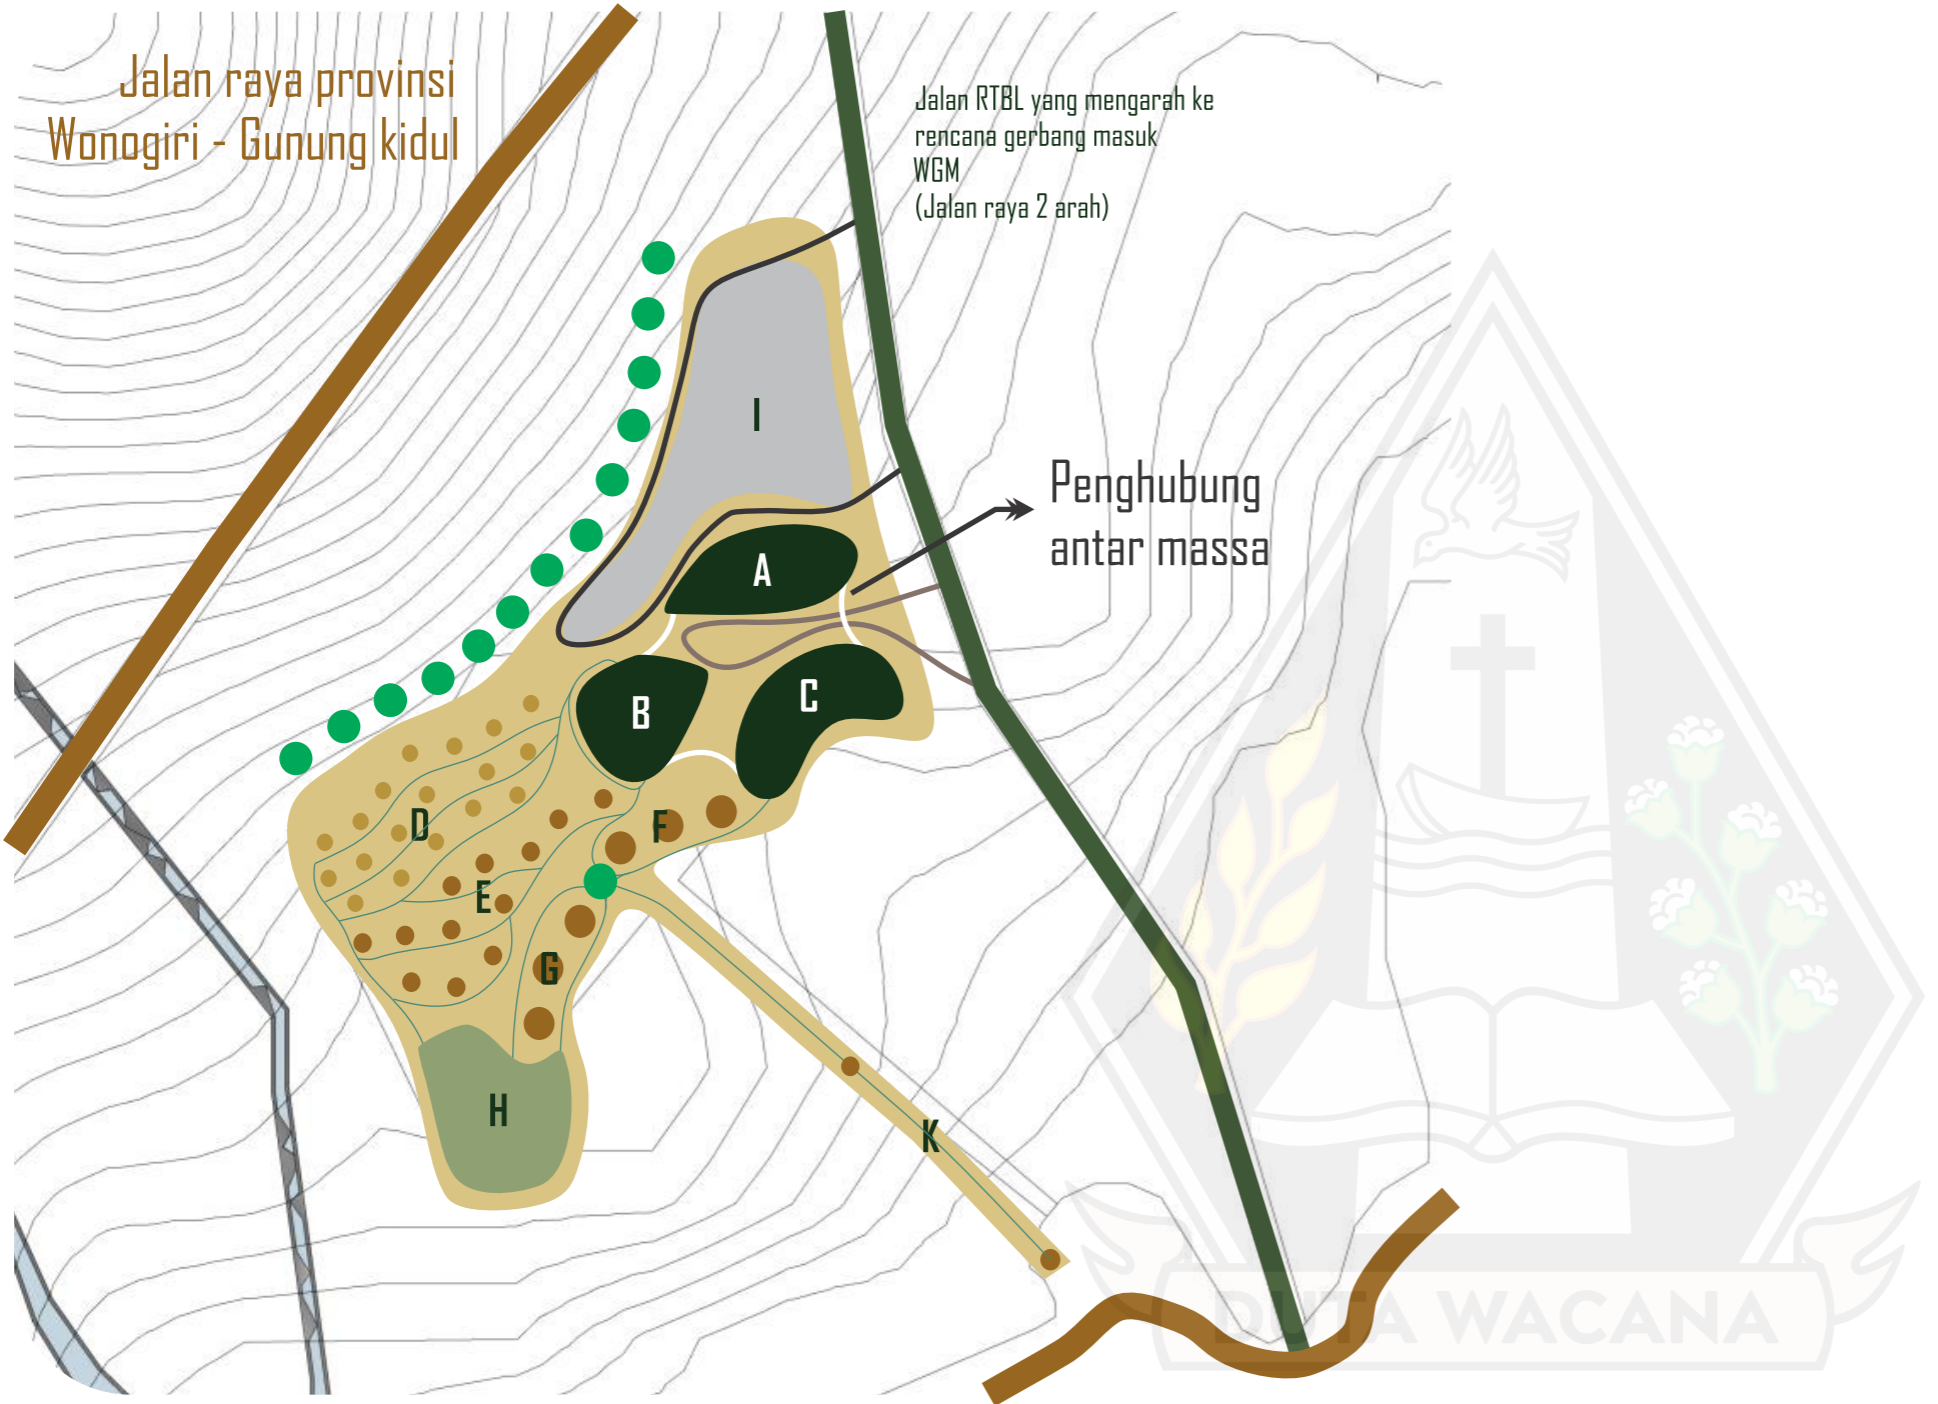 Jalan raya provinsi
Wonogiri - Gunung kidul
Jalan RTBL yang mengarah ke
rencana gerbang masuk
WGM
(Jalan raya 2 arah)
I
Penghubung
antar massa
A
B
C
D
F
E
G
H
K
DUTA WACANA